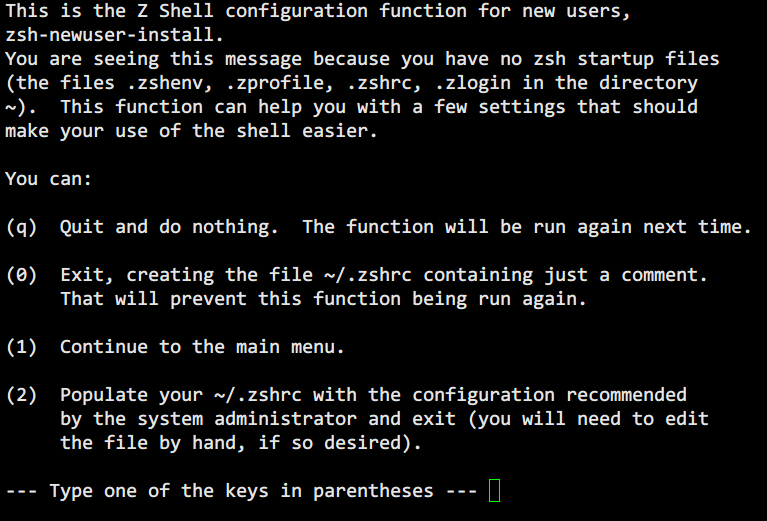 This is the Z Shell configuration function for new users,
zsh-newuser-install.
You are seeing this message because you have no zsh startup files
(the files .zshenv, .zprofile, .zshrc, .zlogin in the directory
~).  This function can help you with a few settings that should
make your use of the shell easier.

You can:

(q)  Quit and do nothing.  The function will be run again next time.

(0)  Exit, creating the file ~/.zshrc containing just a comment.
     That will prevent this function being run again.

(1)  Continue to the main menu.

(2)  Populate your ~/.zshrc with the configuration recommended
     by the system administrator and exit (you will need to edit
     the file by hand, if so desired).

--- Type one of the keys in parentheses ---